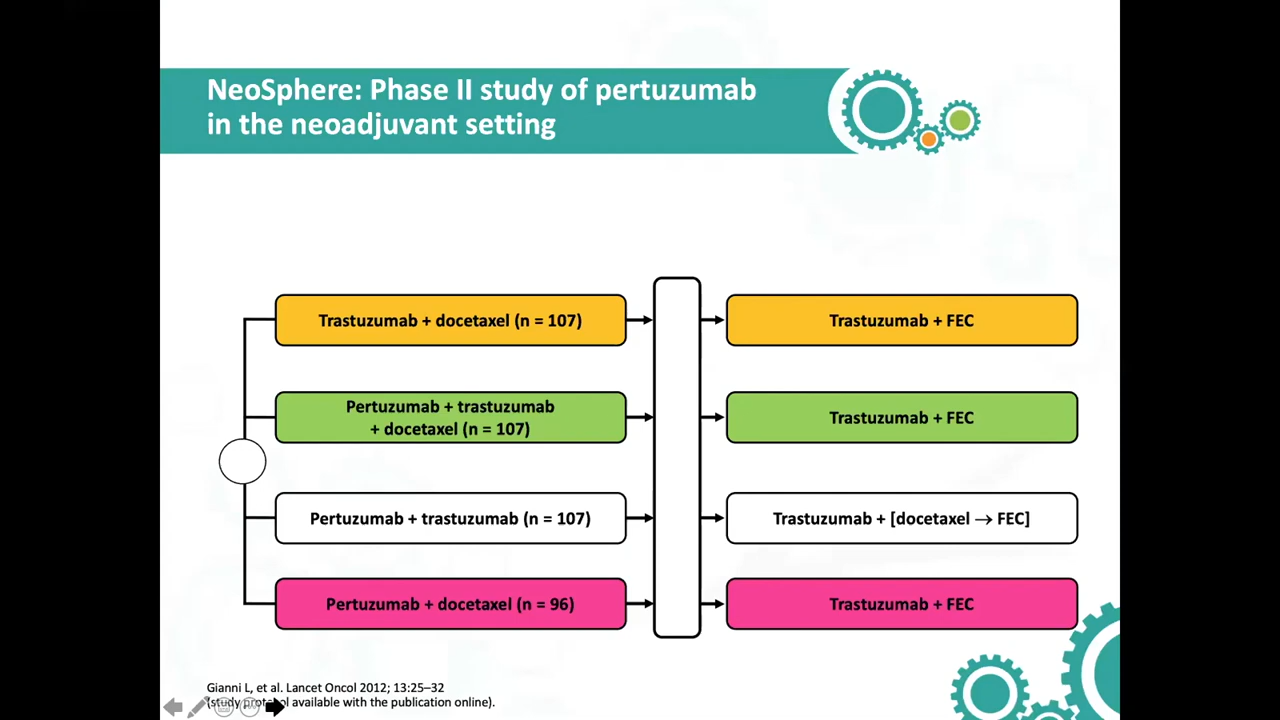 NeoSphere: Phase II study of pertuzumab
in the neoadjuvant setting
Trastuzumab + docetaxel (n = 107)
Trastuzumab + FEC
Pertuzumab + trastuzumab
+ docetaxel (n = 107)
Trastuzumab + FEC
Pertuzumab + trastuzumab (n = 107)
Trastuzumab + [docetaxel → FEC]
Pertuzumab + docetaxel (n = 96)
Trastuzumab + FEC
Gianni L, et al. Lancet Oncol 2012; 13:25–32
(study protocol available with the publication online).